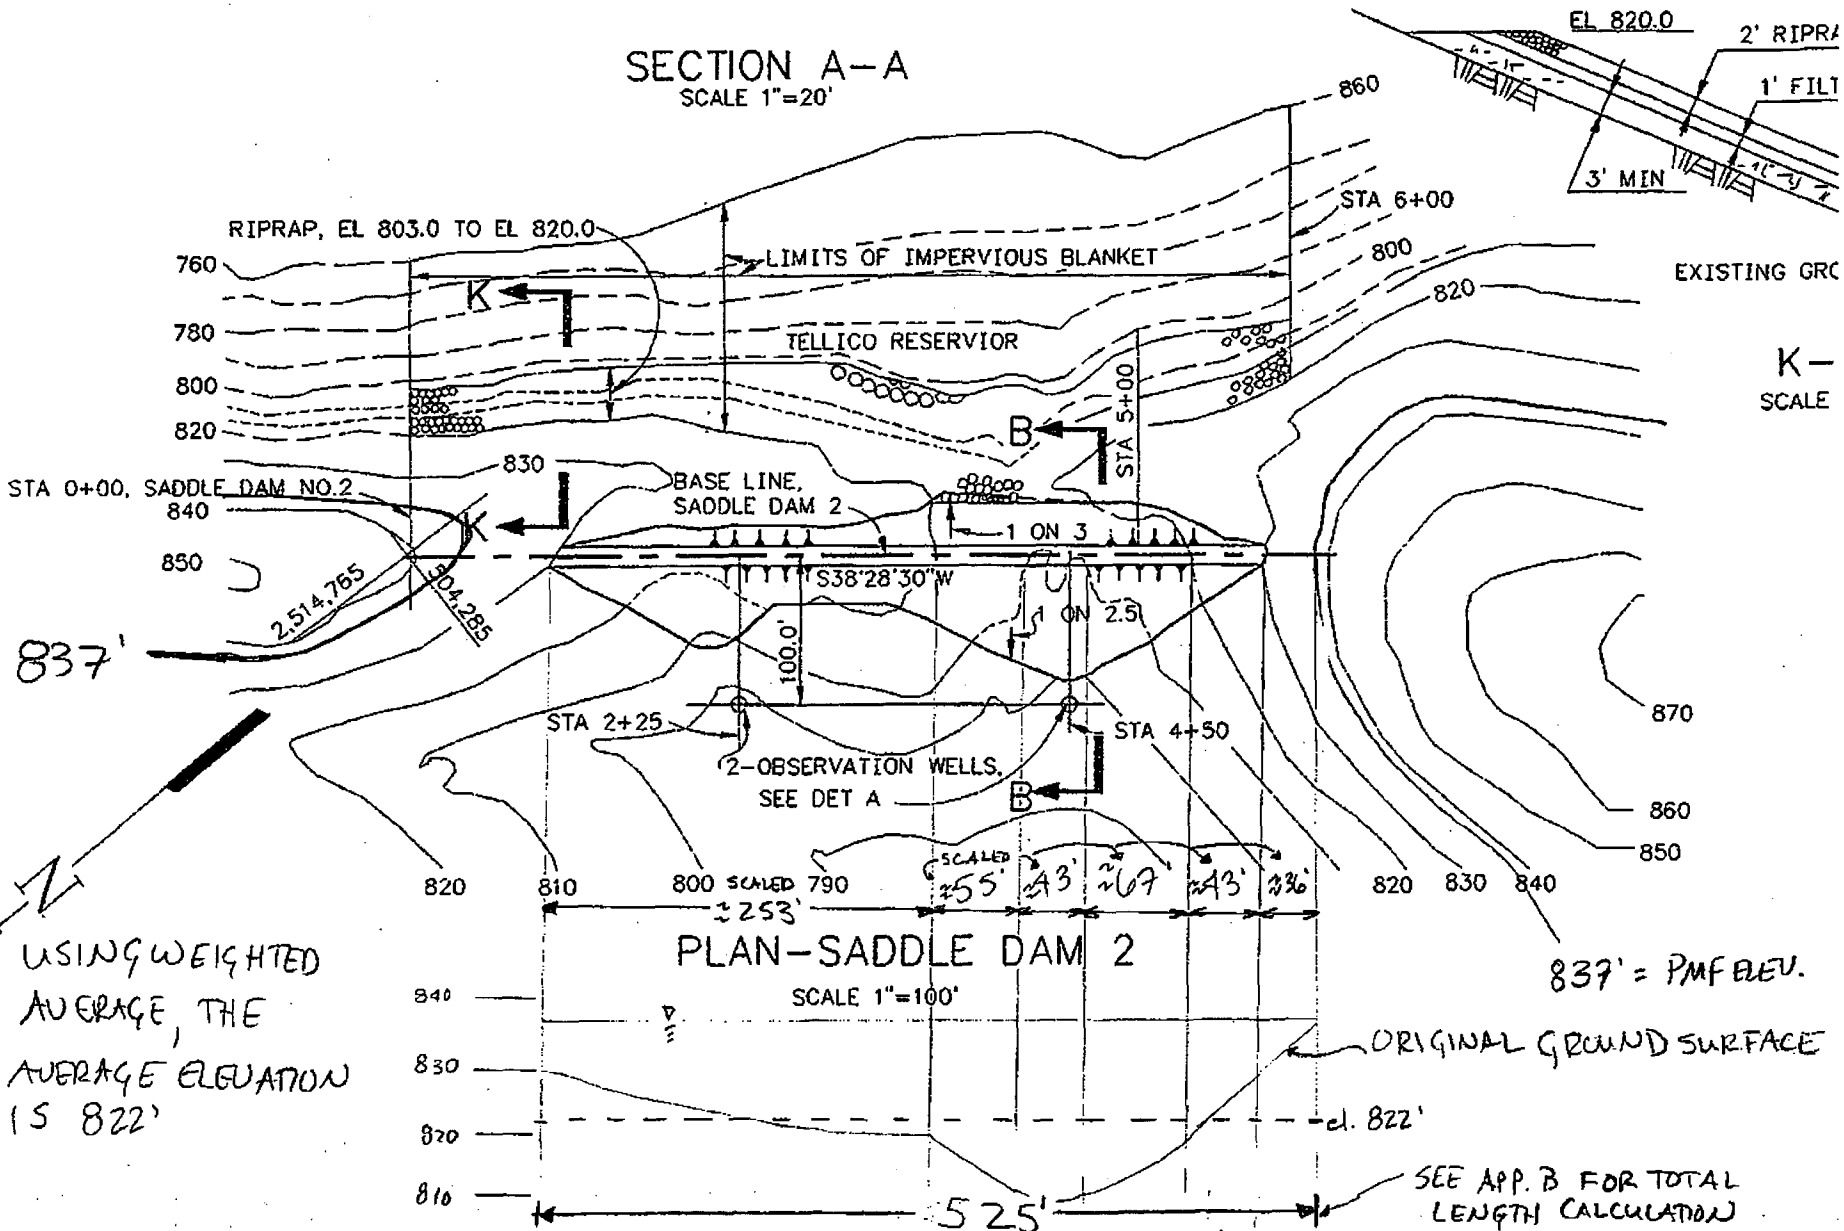 SECTION A-A
SCALE 1"=20'
EL 820.0
2' RIPRA
1' FILT
3' MIN
860
STA 6+00
RIPRAP, EL 803.0 TO EL 820.0
LIMITS OF IMPERVIOUS BLANKET
760
800
EXISTING GRO
K
820
780
TELLICO RESERVIOR
K-
SCALE
800
STA 5+00
820
B
830
BASE LINE,
SADDLE DAM 2
STA 0+00, SADDLE DAM NO.2
840
K
1 ON 3
850
S38°28'30"W
2,514,765
504,285
1 ON 2.5
837'
100.0'
870
STA 2+25
STA 4+50
2-OBSERVATION WELLS,
SEE DET A
B
860
850
N
820
810
800
SCALED
790
≈253'
SCALED
≈55'
≈43'
≈67'
≈43'
≈36'
820
830
840
PLAN-SADDLE DAM 2
SCALE 1"=100'
837' = PMF ELEV.
USING WEIGHTED
AVERAGE, THE
AVERAGE ELEVATION
IS 822'
840
830
820
810
ORIGINAL GROUND SURFACE
el. 822'
525'
SEE APP. B FOR TOTAL
LENGTH CALCULATION